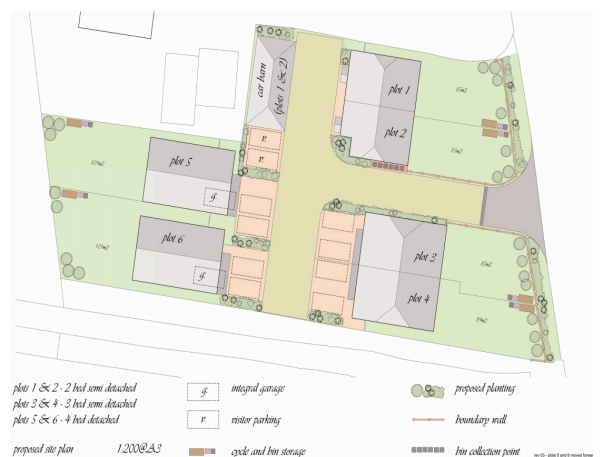 car barn
(plots 1 & 2)
plot 1
plot 2
v.
v.
plot 5
g.
plot 6
g.
plot 3
plot 4
plots 1 & 2 - 2 bed semi detached
plots 3 & 4 - 3 bed semi detached
plots 5 & 6 - 4 bed detached
g.
integral garage
proposed planting
v.
visitor parking
boundary wall
proposed site plan
1:200@A3
cycle and bin storage
bin collection point